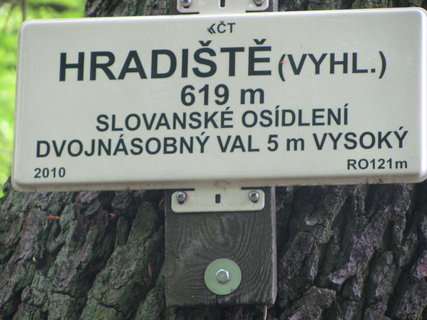 KČT
HRADIŠTĚ (VYHL.)
619 m
SLOVANSKÉ OSÍDLENÍ
DVOJNÁSOBNÝ VAL 5 m VYSOKÝ
2010 RO121m